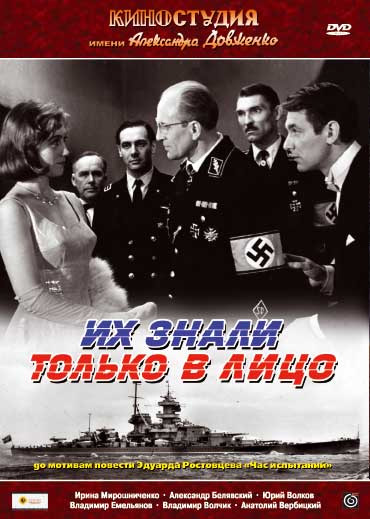 КИНОСТУДИЯ
ИМЕНИ Александра Довженко
DVD
ИХ ЗНАЛИ
ТОЛЬКО В ЛИЦО
по мотивам повести Эдуарда Ростовцева «Час испытаний»
Ирина Мирошниченко Александр Белявский Юрий Волков
Владимир Емельянов Владимир Волчик Анатолий Вербицкий